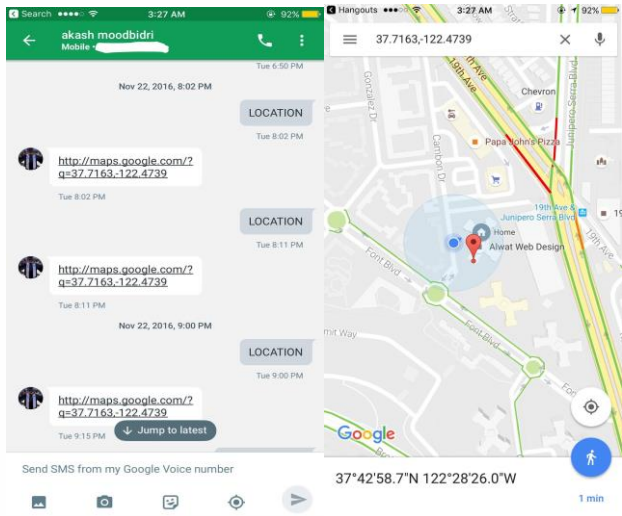 Search 3:27 AM 92%
akash moodbidri
Mobile •
Tue 6:50 PM
Nov 22, 2016, 8:02 PM
LOCATION
Tue 8:02 PM
http://maps.google.com/?
q=37.7163,-122.4739
Tue 8:02 PM
LOCATION
Tue 8:11 PM
http://maps.google.com/?
q=37.7163,-122.4739
Tue 8:11 PM
Nov 22, 2016, 9:00 PM
LOCATION
Tue 9:00 PM
http://maps.google.com/?
q=37.7163,-122.4739
Tue 9:15 PM
Jump to latest
Send SMS from my Google Voice number
Hangouts 3:27 AM 92%
37.7163,-122.4739
19th Ave
Junipero Serra Blvd
Gonzalez Dr
Chevron
Cambon Dr
Papa John's Pizza
19th Ave &
Junipero Serra Blvd
19th Ave
Home
Alwat Web Design
Font Blvd
Font Blvd
Google
37°42'58.7"N 122°28'26.0"W
1 min